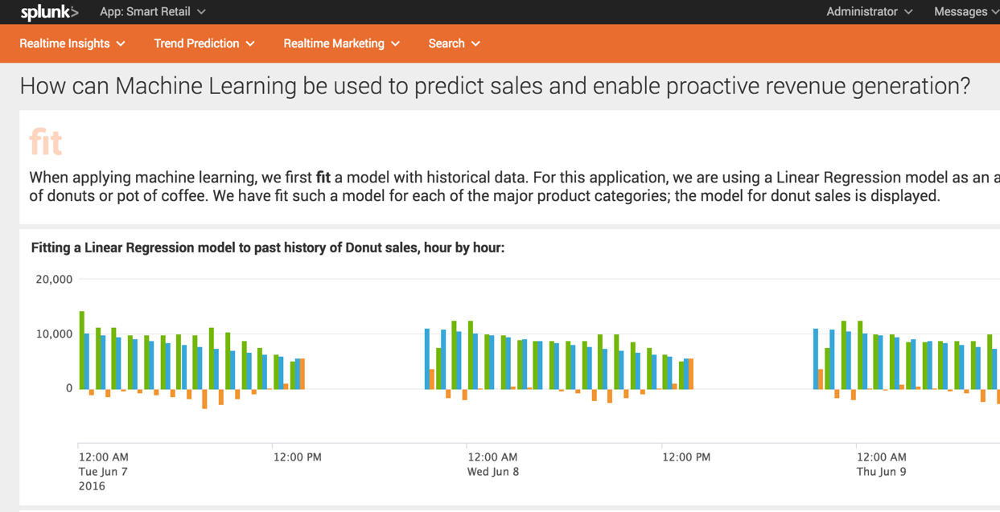 splunk> App: Smart Retail Administrator Messages
Realtime Insights Trend Prediction Realtime Marketing Search
How can Machine Learning be used to predict sales and enable proactive revenue generation?
fit
When applying machine learning, we first fit a model with historical data. For this application, we are using a Linear Regression model as an a
of donuts or pot of coffee. We have fit such a model for each of the major product categories; the model for donut sales is displayed.
Fitting a Linear Regression model to past history of Donut sales, hour by hour:
20,000
10,000
0
12:00 AM 12:00 PM 12:00 AM 12:00 PM 12:00 AM
Tue Jun 7 Wed Jun 8 Thu Jun 9
2016